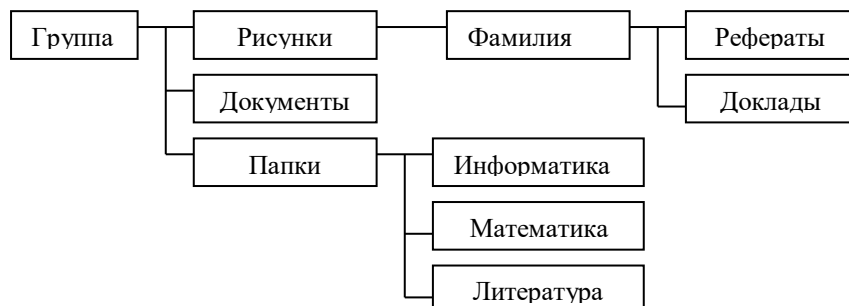 Группа Рисунки Фамилия Рефераты
Документы Доклады
Папки Информатика
Математика
Литература